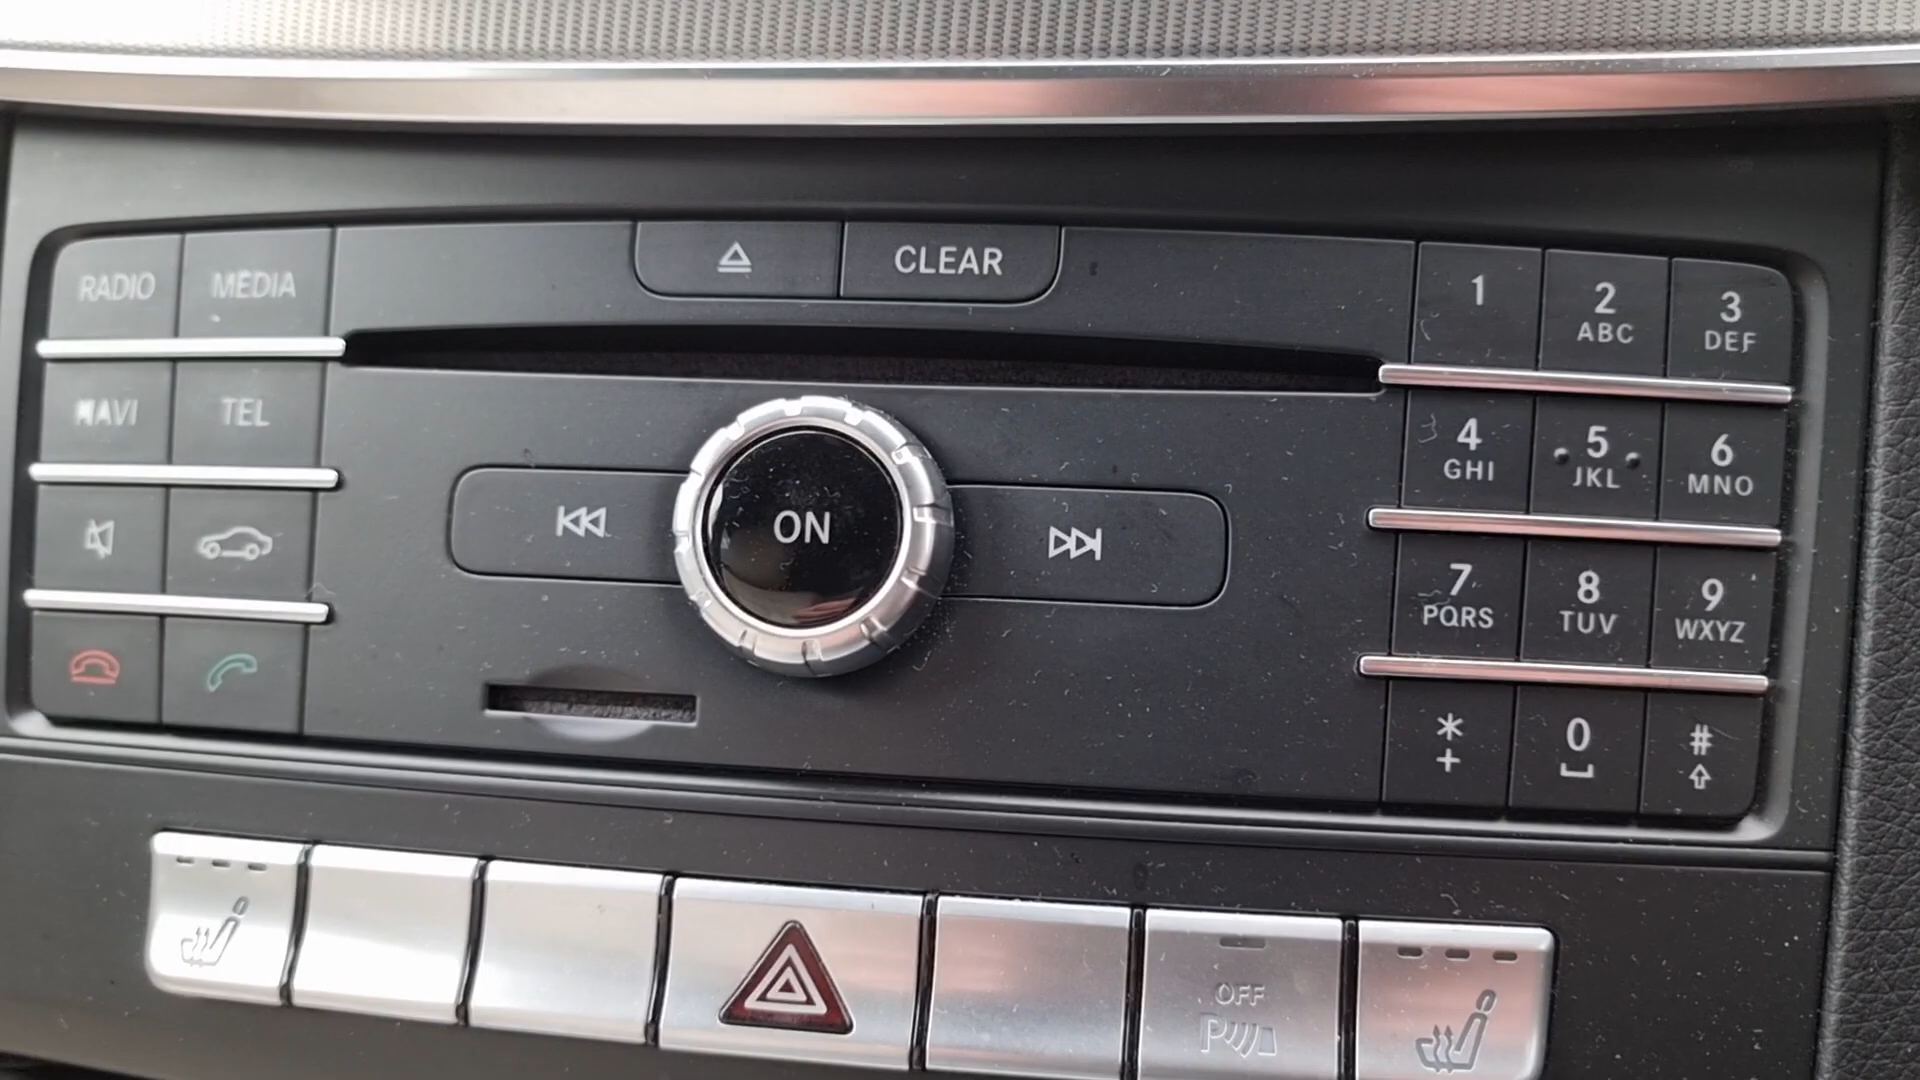 RADIO
MEDIA
CLEAR
1
2
ABC
3
DEF
NAVI
TEL
4
GHI
5
JKL
6
MNO
ON
7
PQRS
8
TUV
9
WXYZ
*
+
0
#
OFF
P